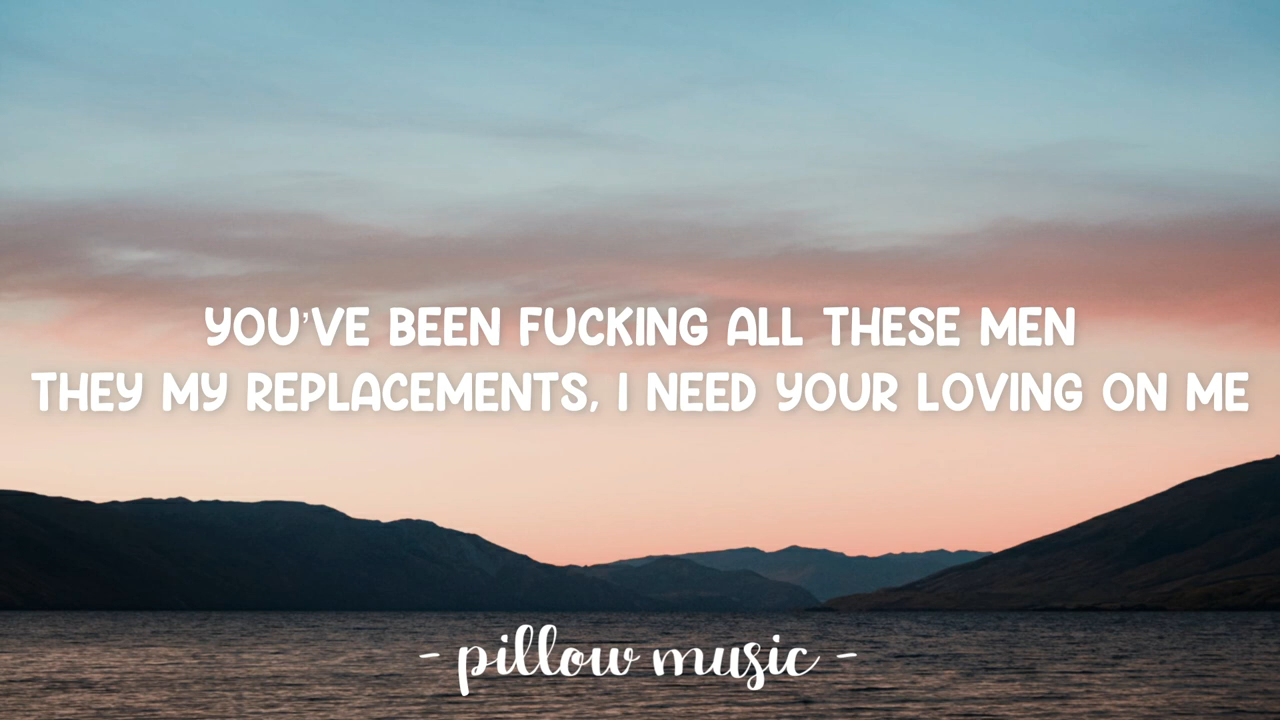 YOU'VE BEEN FUCKING ALL THESE MEN
THEY MY REPLACEMENTS, I NEED YOUR LOVING ON ME
- pillow music -